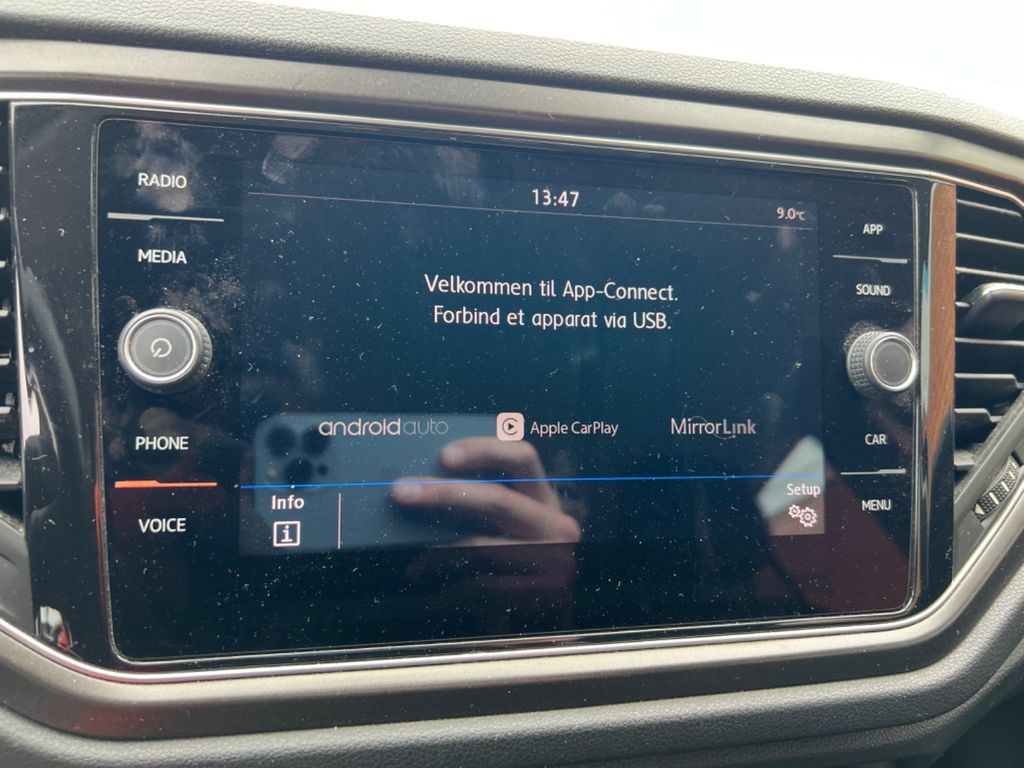 RADIO
MEDIA
PHONE
VOICE
13:47
9.0°C
Velkommen til App-Connect.
Forbind et apparat via USB.
androidauto
Apple CarPlay
MirrorLink
Info
Setup
APP
SOUND
CAR
MENU